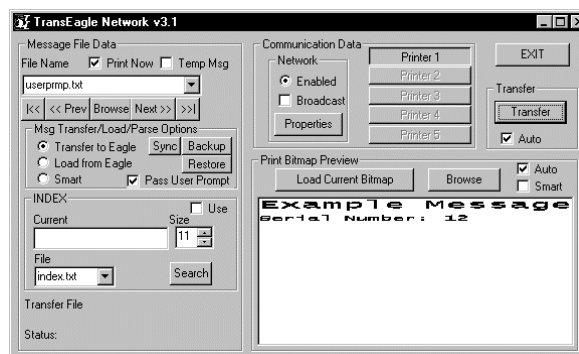 TransEagle Network v3.1
Message File Data
File Name Print Now Temp Msg
userprmp.txt
|<< << Prev Browse Next >> >>|
Msg Transfer/Load/Parse Options
Transfer to Eagle Sync Backup
Load from Eagle Restore
Smart Pass User Prompt
INDEX
Use
Current Size
11
File
index.txt Search
Transfer File
Status:
Communication Data
Network
Enabled
Broadcast
Properties
Printer 1
Printer 2
Printer 3
Printer 4
Printer 5
EXIT
Transfer
Transfer
Auto
Print Bitmap Preview
Load Current Bitmap Browse
Auto
Smart
Example Message
Serial Number: 12